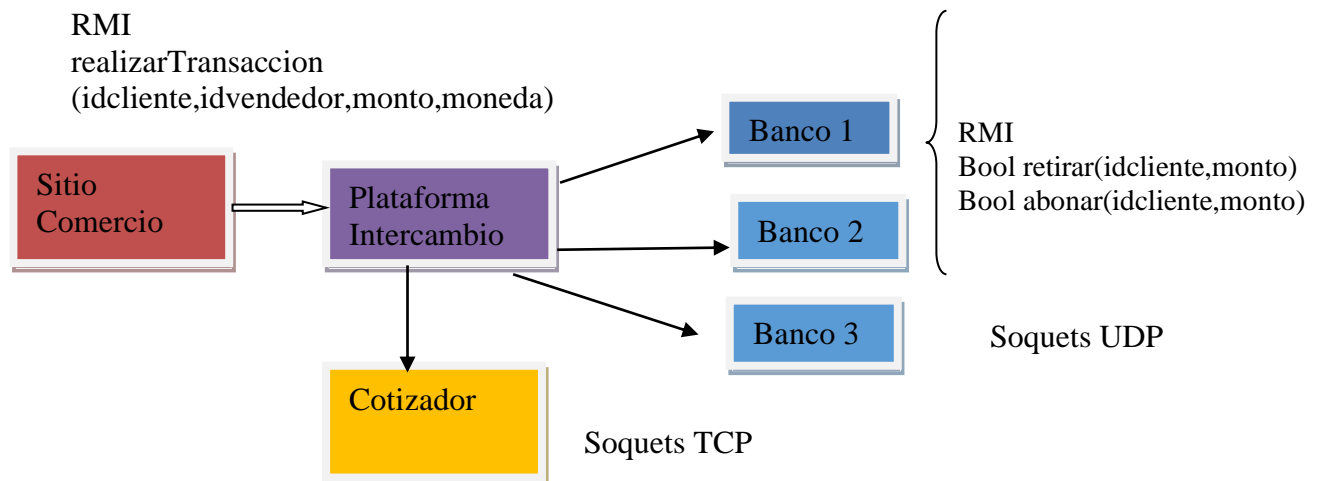 RMI
realizarTransaccion
(idcliente,idvendedor,monto,moneda)
Sitio
Comercio
Plataforma
Intercambio
Banco 1
Banco 2
Banco 3
RMI
Bool retirar(idcliente,monto)
Bool abonar(idcliente,monto)
Soquets UDP
Cotizador
Soquets TCP